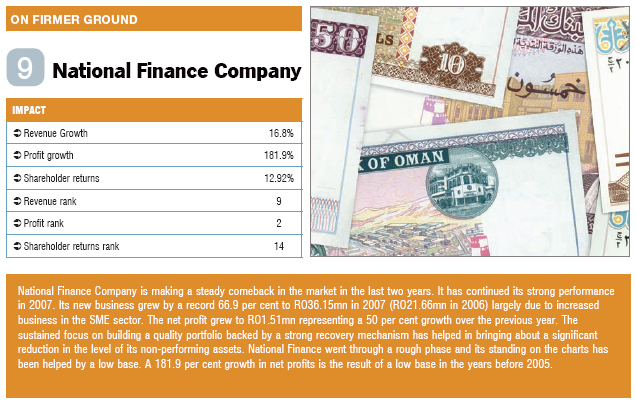 ON FIRMER GROUND
9 National Finance Company
IMPACT
➲ Revenue Growth 16.8%
➲ Profit growth 181.9%
➲ Shareholder returns 12.92%
➲ Revenue rank 9
➲ Profit rank 2
➲ Shareholder returns rank 14
50
LS
10
خمسون
K OF OMAN
National Finance Company is making a steady comeback in the market in the last two years. It has continued its strong performance
in 2007. Its new business grew by a record 66.9 per cent to RO36.15mn in 2007 (RO21.66mn in 2006) largely due to increased
business in the SME sector. The net profit grew to RO1.51mn representing a 50 per cent growth over the previous year. The
sustained focus on building a quality portfolio backed by a strong recovery mechanism has helped in bringing about a significant
reduction in the level of its non-performing assets. National Finance went through a rough phase and its standing on the charts has
been helped by a low base. A 181.9 per cent growth in net profits is the result of a low base in the years before 2005.